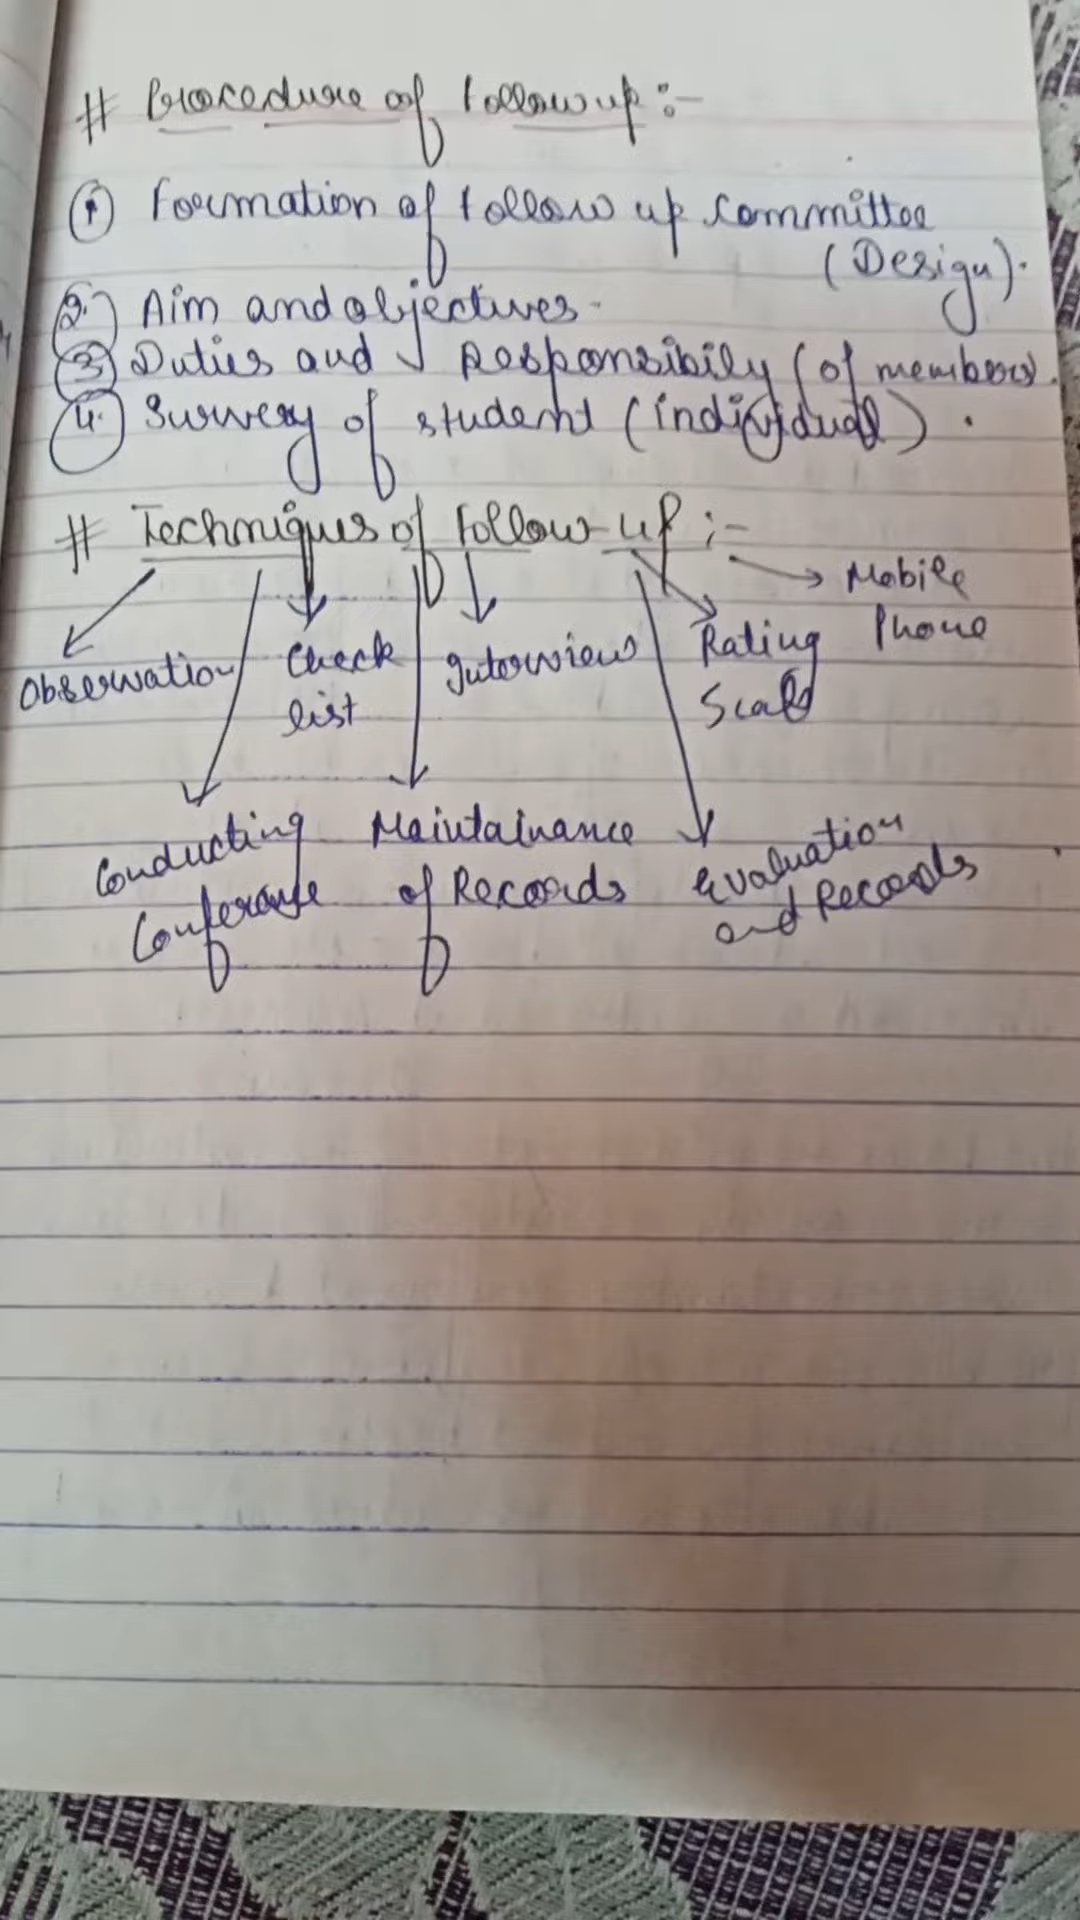 # Procedure of follow up :-
① Formation of follow up committee
(Design).
2. Aim and objectives.
3 Duties and Responsibily (of members).
4. Survery of student (individual).
# Techniques of follow-up :-
Mobile
Phone
Observation Check Interview Rating
list Scale
Conducting Maintainance Evaluation
Conference of Records and Records